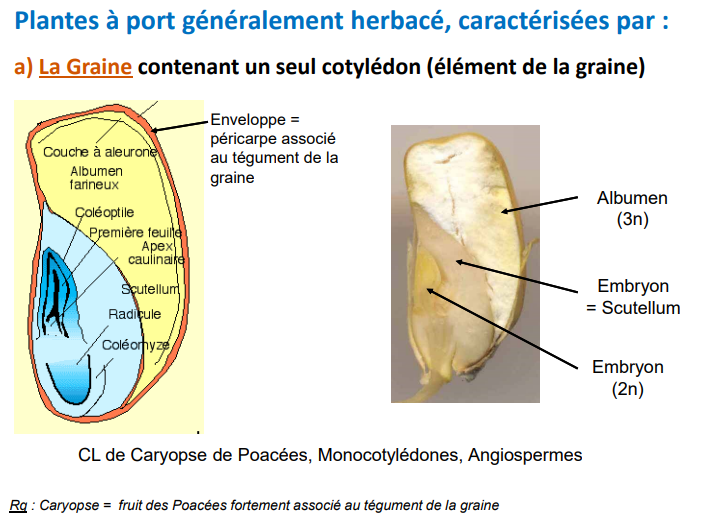 Plantes à port généralement herbacé, caractérisées par :
a) La Graine contenant un seul cotylédon (élément de la graine)
Enveloppe =
péricarpe associé
au tégument de la
graine
Couche à aleurone
Albumen
farineux
Coléoptile
Première feuille
Apex
caulinaire
Scutellum
Radicule
Coléorhyze
Albumen
(3n)
Embryon
= Scutellum
Embryon
(2n)
CL de Caryopse de Poacées, Monocotylédones, Angiospermes
Rq : Caryopse = fruit des Poacées fortement associé au tégument de la graine